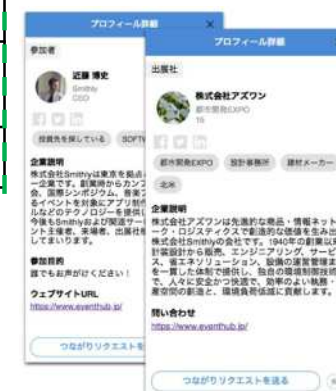 プロフィール詳細
参加者
近藤 博史
Smithly
CEO
投資先を探している
企業説明
株式会社Smithlyは東京を拠点
ー企業です。創業時からカンフ
会、国際シンポジウム、音楽フ
るイベントを対象にアプリ制作
ルなどのテクノロジーを提供し
今後もSmithlyおよび関連サー
ント主催者、来場者、出展社を
してまいります。
参加目的
誰でもお声がけください！
ウェブサイトURL
https://www.eventhub.jp/
つながりリクエストを
プロフィール詳細
出展社
株式会社アズワン
都市開発EXPO
都市開発EXPO 設計事務所 建材メーカー
北米
企業説明
株式会社アズワンは先進的な商品・情報ネット
ーク・ロジスティクスで創造的な価値を生み出
株式会社Smithlyの会社です。1940年の創業以来
計装設計から販売、エンジニアリング、サービ
ス、省エネソリューション、設備の運営管理ま
を一貫した体制で提供し、独自の環境制御技術
で、人々に安全かつ快適で、効率のよい執務・
産空間の創造と、環境負荷低減に貢献します。
問い合わせ
https://www.eventhub.jp/
つながりリクエストを送る